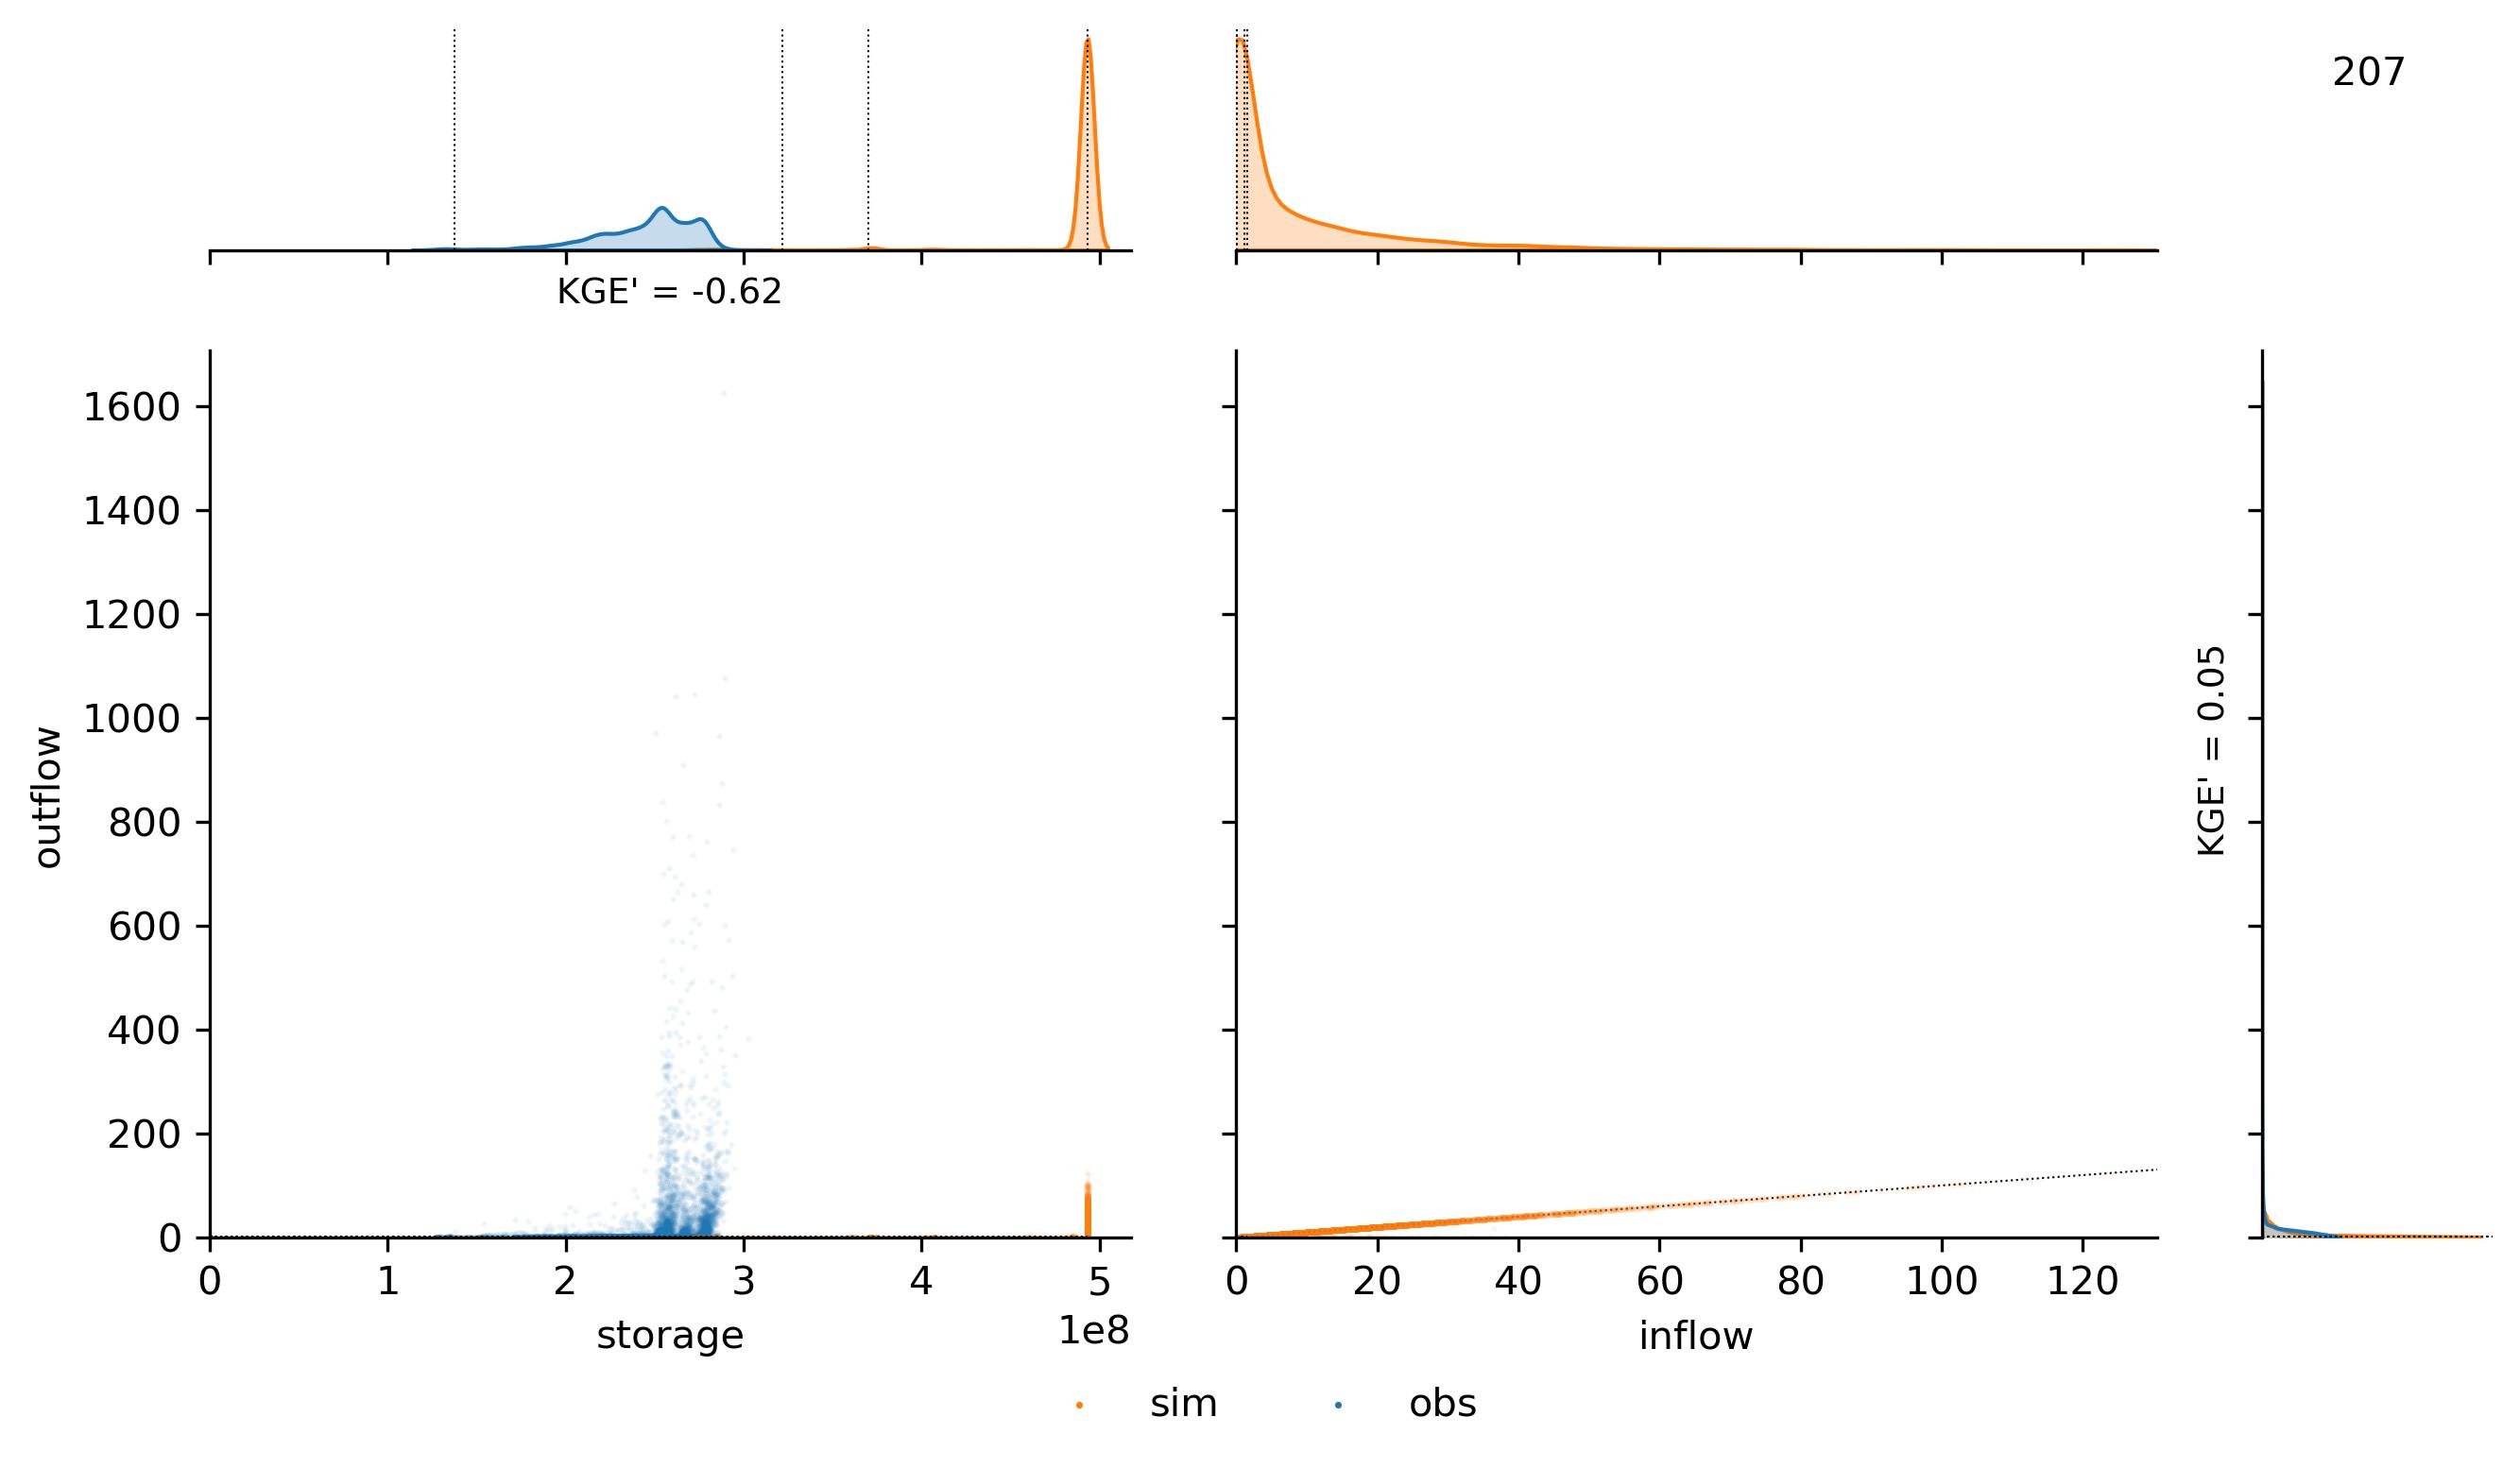 207
KGE' = -0.62
1600
1400
1200
1000
800
600
400
200
0
outflow
KGE' = 0.05
0 1 2 3 4 5
0 20 40 60 80 100 120
1e8
storage
inflow
sim obs